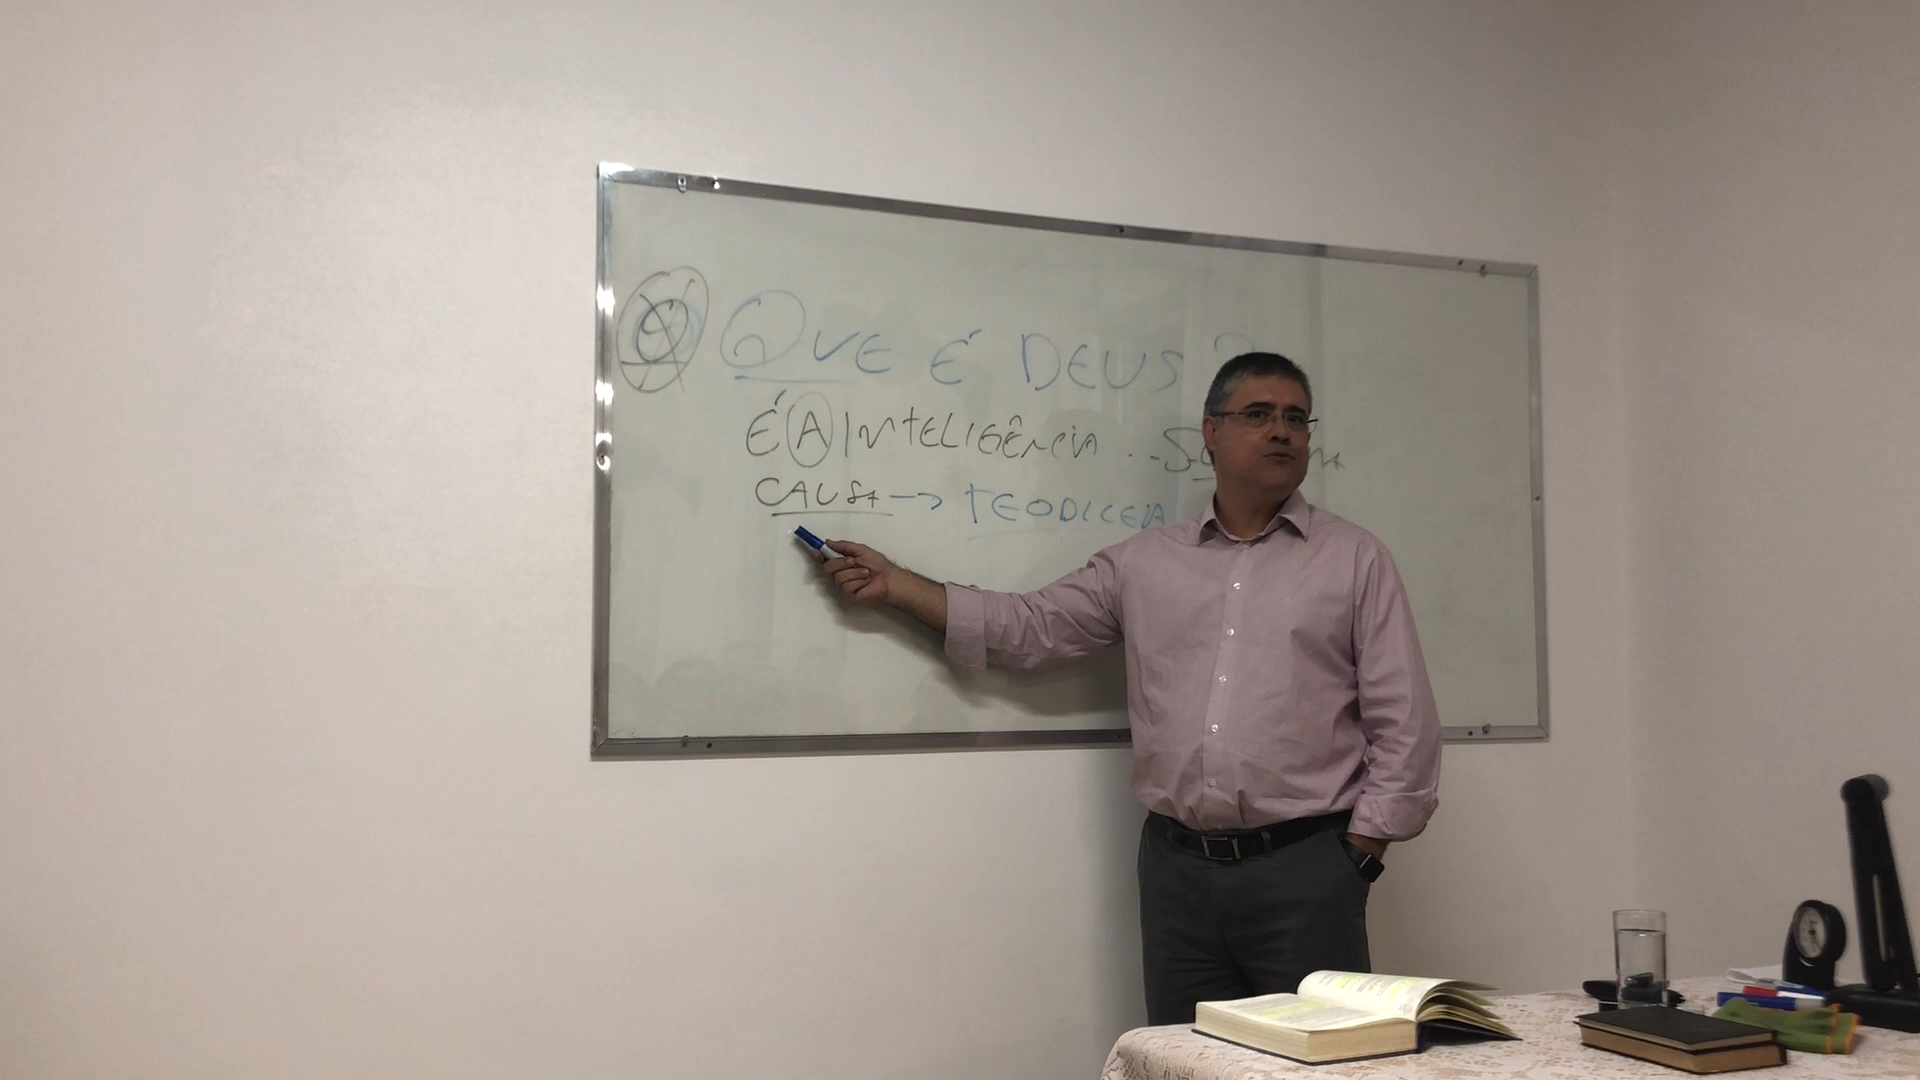 O QUE É DEUS?
É A INTELIGÊNCIA
CAUSA → TEODICEIA